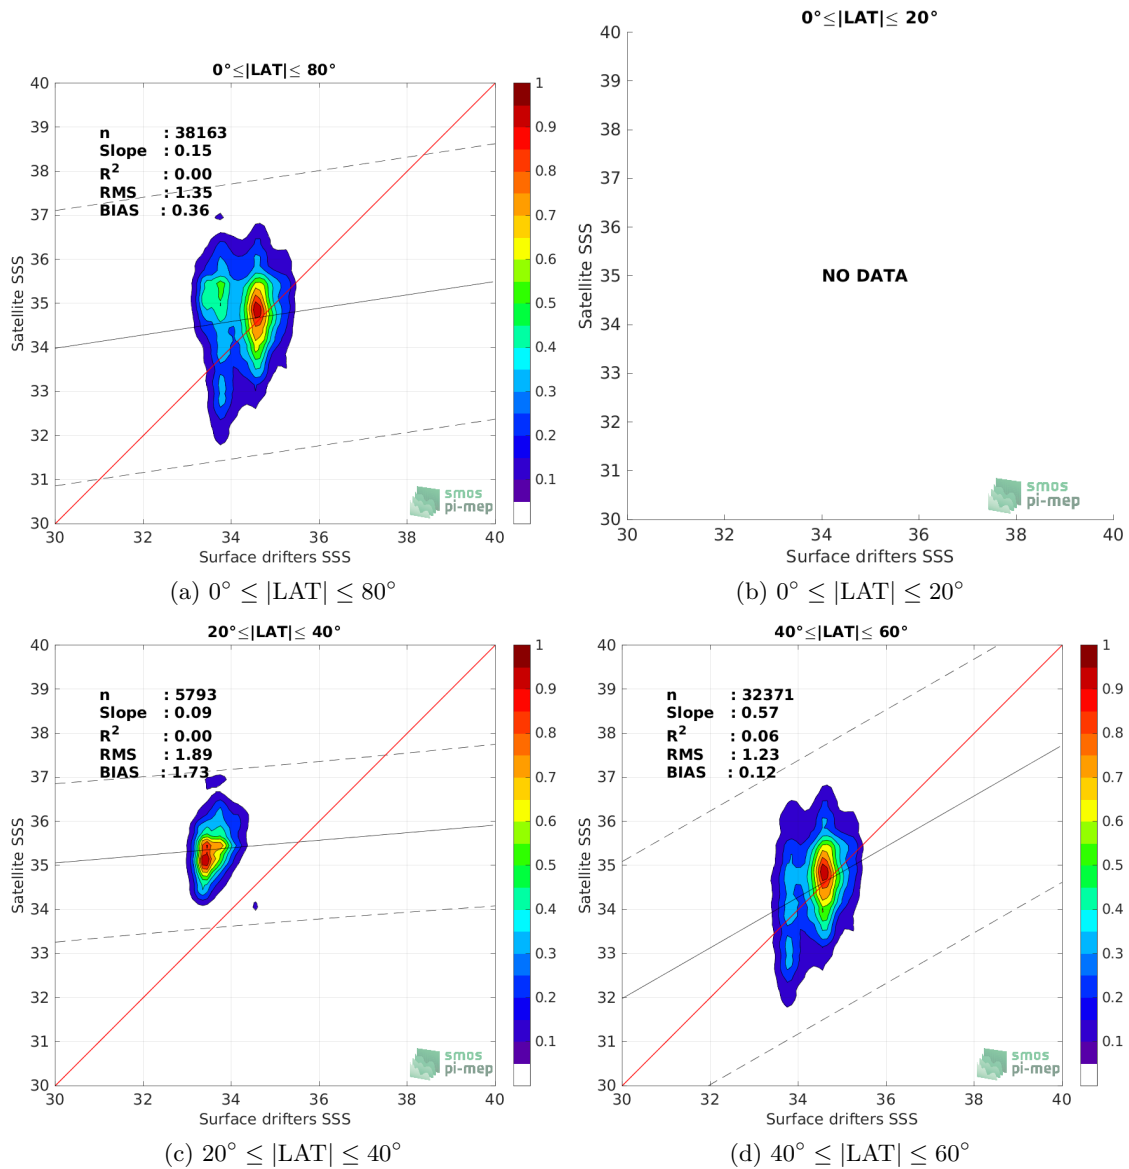 0°≤|LAT|≤ 80°
40
39
38
37
36
35
34
33
32
31
30
Satellite SSS
n : 38163
Slope : 0.15
R² : 0.00
RMS : 1.35
BIAS : 0.36
smos
pi-mep
30 32 34 36 38 40
Surface drifters SSS
1
0.9
0.8
0.7
0.6
0.5
0.4
0.3
0.2
0.1
(a) 0° ≤ |LAT| ≤ 80°
0°≤|LAT|≤ 20°
40
39
38
37
36
35
34
33
32
31
30
Satellite SSS
NO DATA
smos
pi-mep
30 32 34 36 38 40
Surface drifters SSS
(b) 0° ≤ |LAT| ≤ 20°
20°≤|LAT|≤ 40°
40
39
38
37
36
35
34
33
32
31
30
Satellite SSS
n : 5793
Slope : 0.09
R² : 0.00
RMS : 1.89
BIAS : 1.73
smos
pi-mep
30 32 34 36 38 40
Surface drifters SSS
1
0.9
0.8
0.7
0.6
0.5
0.4
0.3
0.2
0.1
(c) 20° ≤ |LAT| ≤ 40°
40°≤|LAT|≤ 60°
40
39
38
37
36
35
34
33
32
31
30
Satellite SSS
n : 32371
Slope : 0.57
R² : 0.06
RMS : 1.23
BIAS : 0.12
smos
pi-mep
30 32 34 36 38 40
Surface drifters SSS
1
0.9
0.8
0.7
0.6
0.5
0.4
0.3
0.2
0.1
(d) 40° ≤ |LAT| ≤ 60°